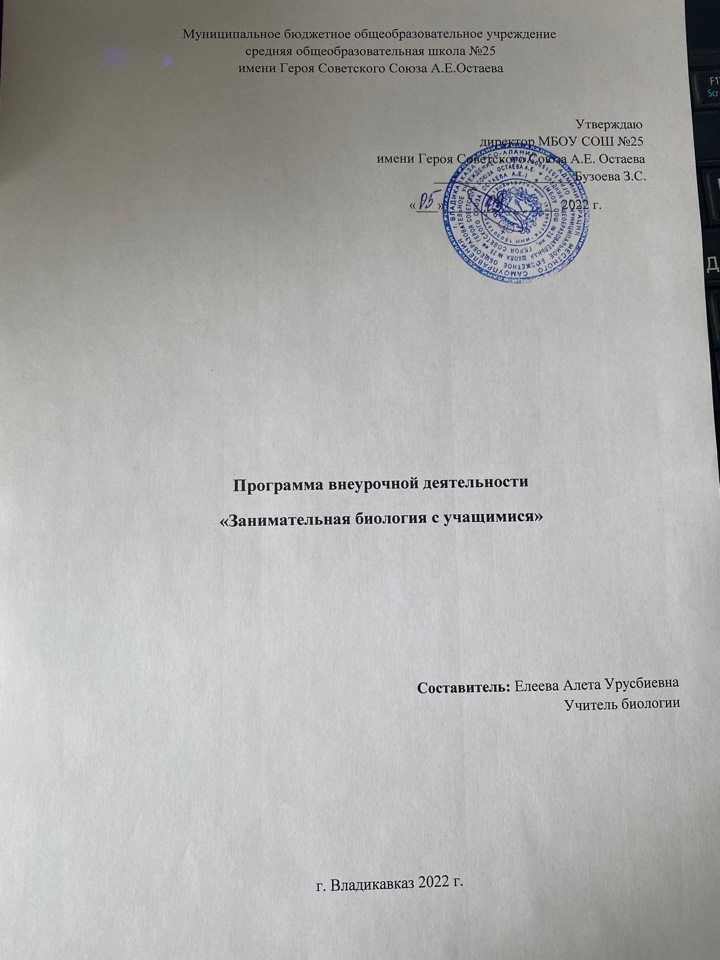 Муниципальное бюджетное общеобразовательное учреждение
средняя общеобразовательная школа №25
имени Героя Советского Союза А.Е.Остаева
Утверждаю
директор МБОУ СОШ №25
имени Героя Советского Союза А.Е. Остаева
Бузоева З.С.
«05» 2022 г.
Программа внеурочной деятельности
«Занимательная биология с учащимися»
Составитель: Елеева Алета Урусбиевна
Учитель биологии
г. Владикавказ 2022 г.